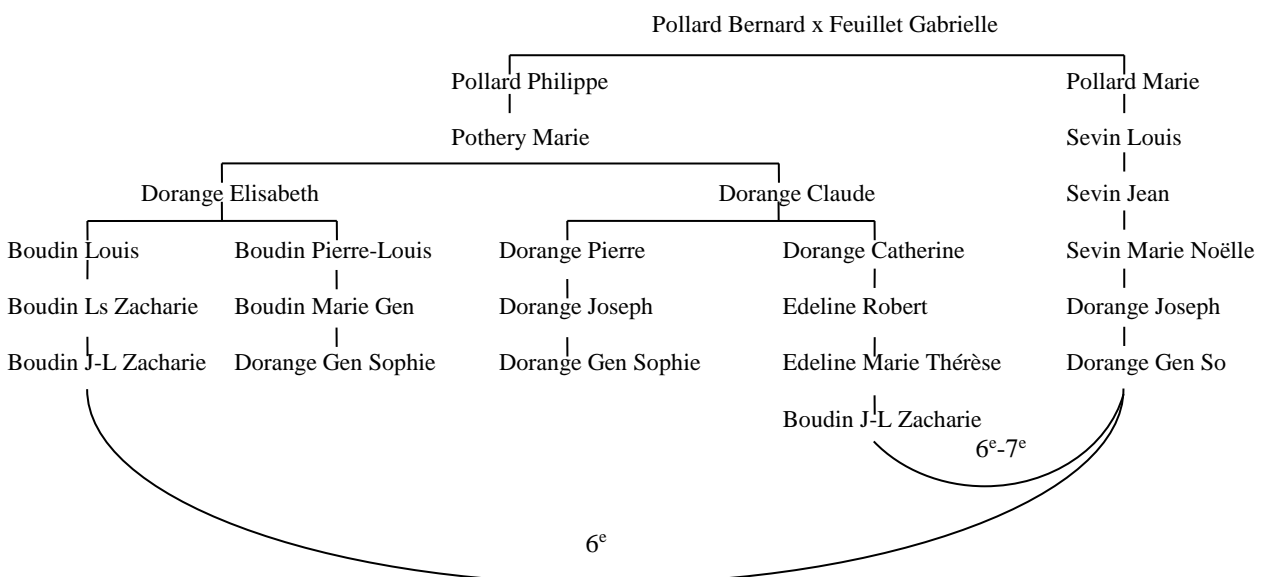 Pollard Bernard x Feuillet Gabrielle
Pollard Philippe Pollard Marie
Pothery Marie Sevin Louis
Dorange Elisabeth Dorange Claude Sevin Jean
Boudin Louis Boudin Pierre-Louis Dorange Pierre Dorange Catherine Sevin Marie Noëlle
Boudin Ls Zacharie Boudin Marie Gen Dorange Joseph Edeline Robert Dorange Joseph
Boudin J-L Zacharie Dorange Gen Sophie Dorange Gen Sophie Edeline Marie Thérèse Dorange Gen So
Boudin J-L Zacharie
6e-7e
6e